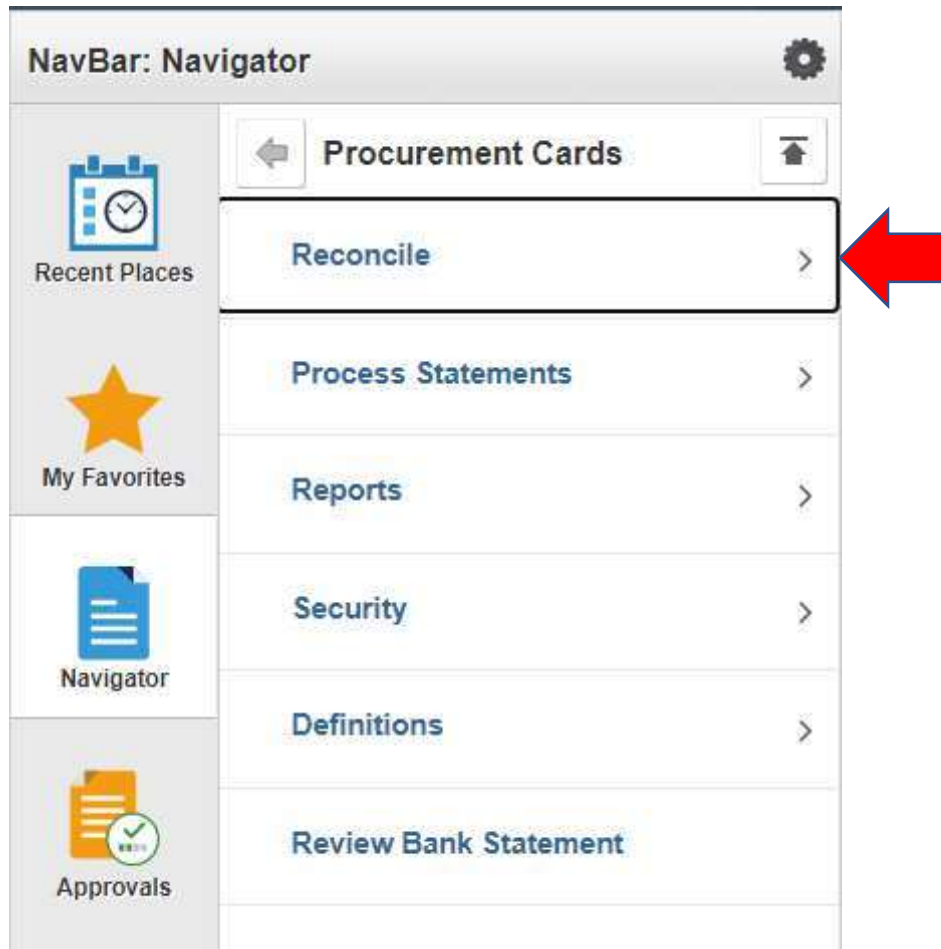 NavBar: Navigator
Procurement Cards
Recent Places
Reconcile
Process Statements
My Favorites
Reports
Security
Navigator
Definitions
Review Bank Statement
Approvals